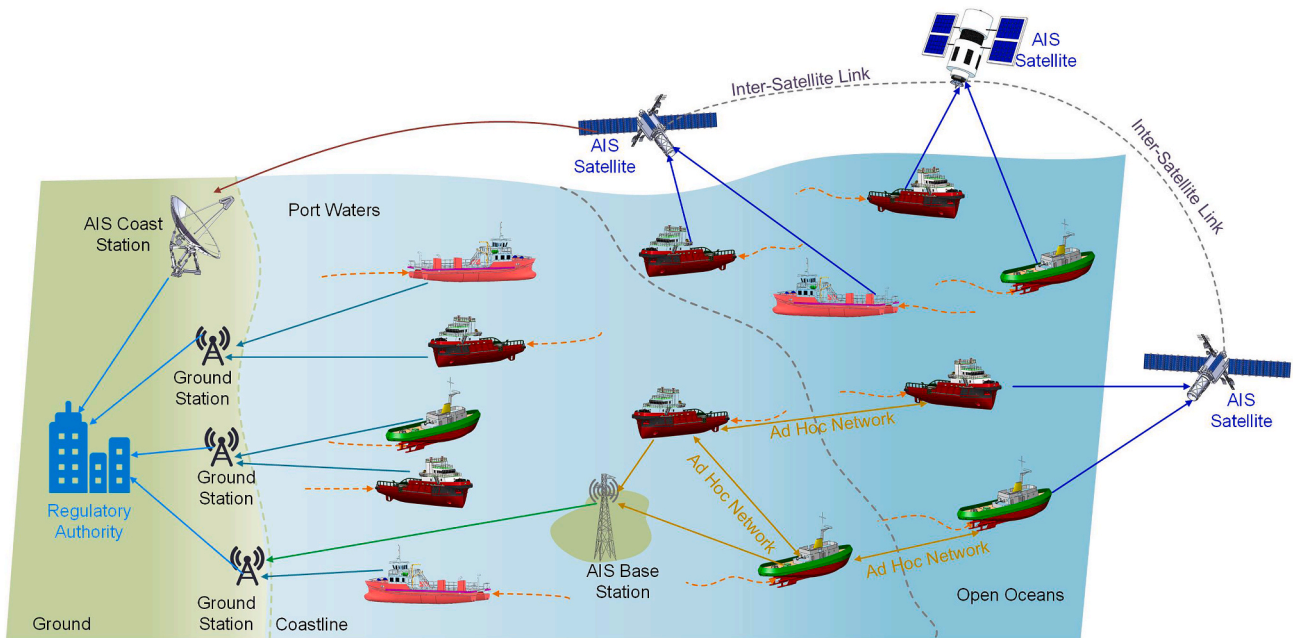 AIS
Satellite
Inter-Satellite Link
AIS
Satellite
Inter-Satellite Link
Port Waters
AIS Coast
Station
Ground
Station
AIS
Satellite
Ad Hoc Network
Ground
Station
Ad Hoc Network
Regulatory
Authority
Ad Hoc Network
AIS Base
Station
Ground
Station
Open Oceans
Ground
Coastline